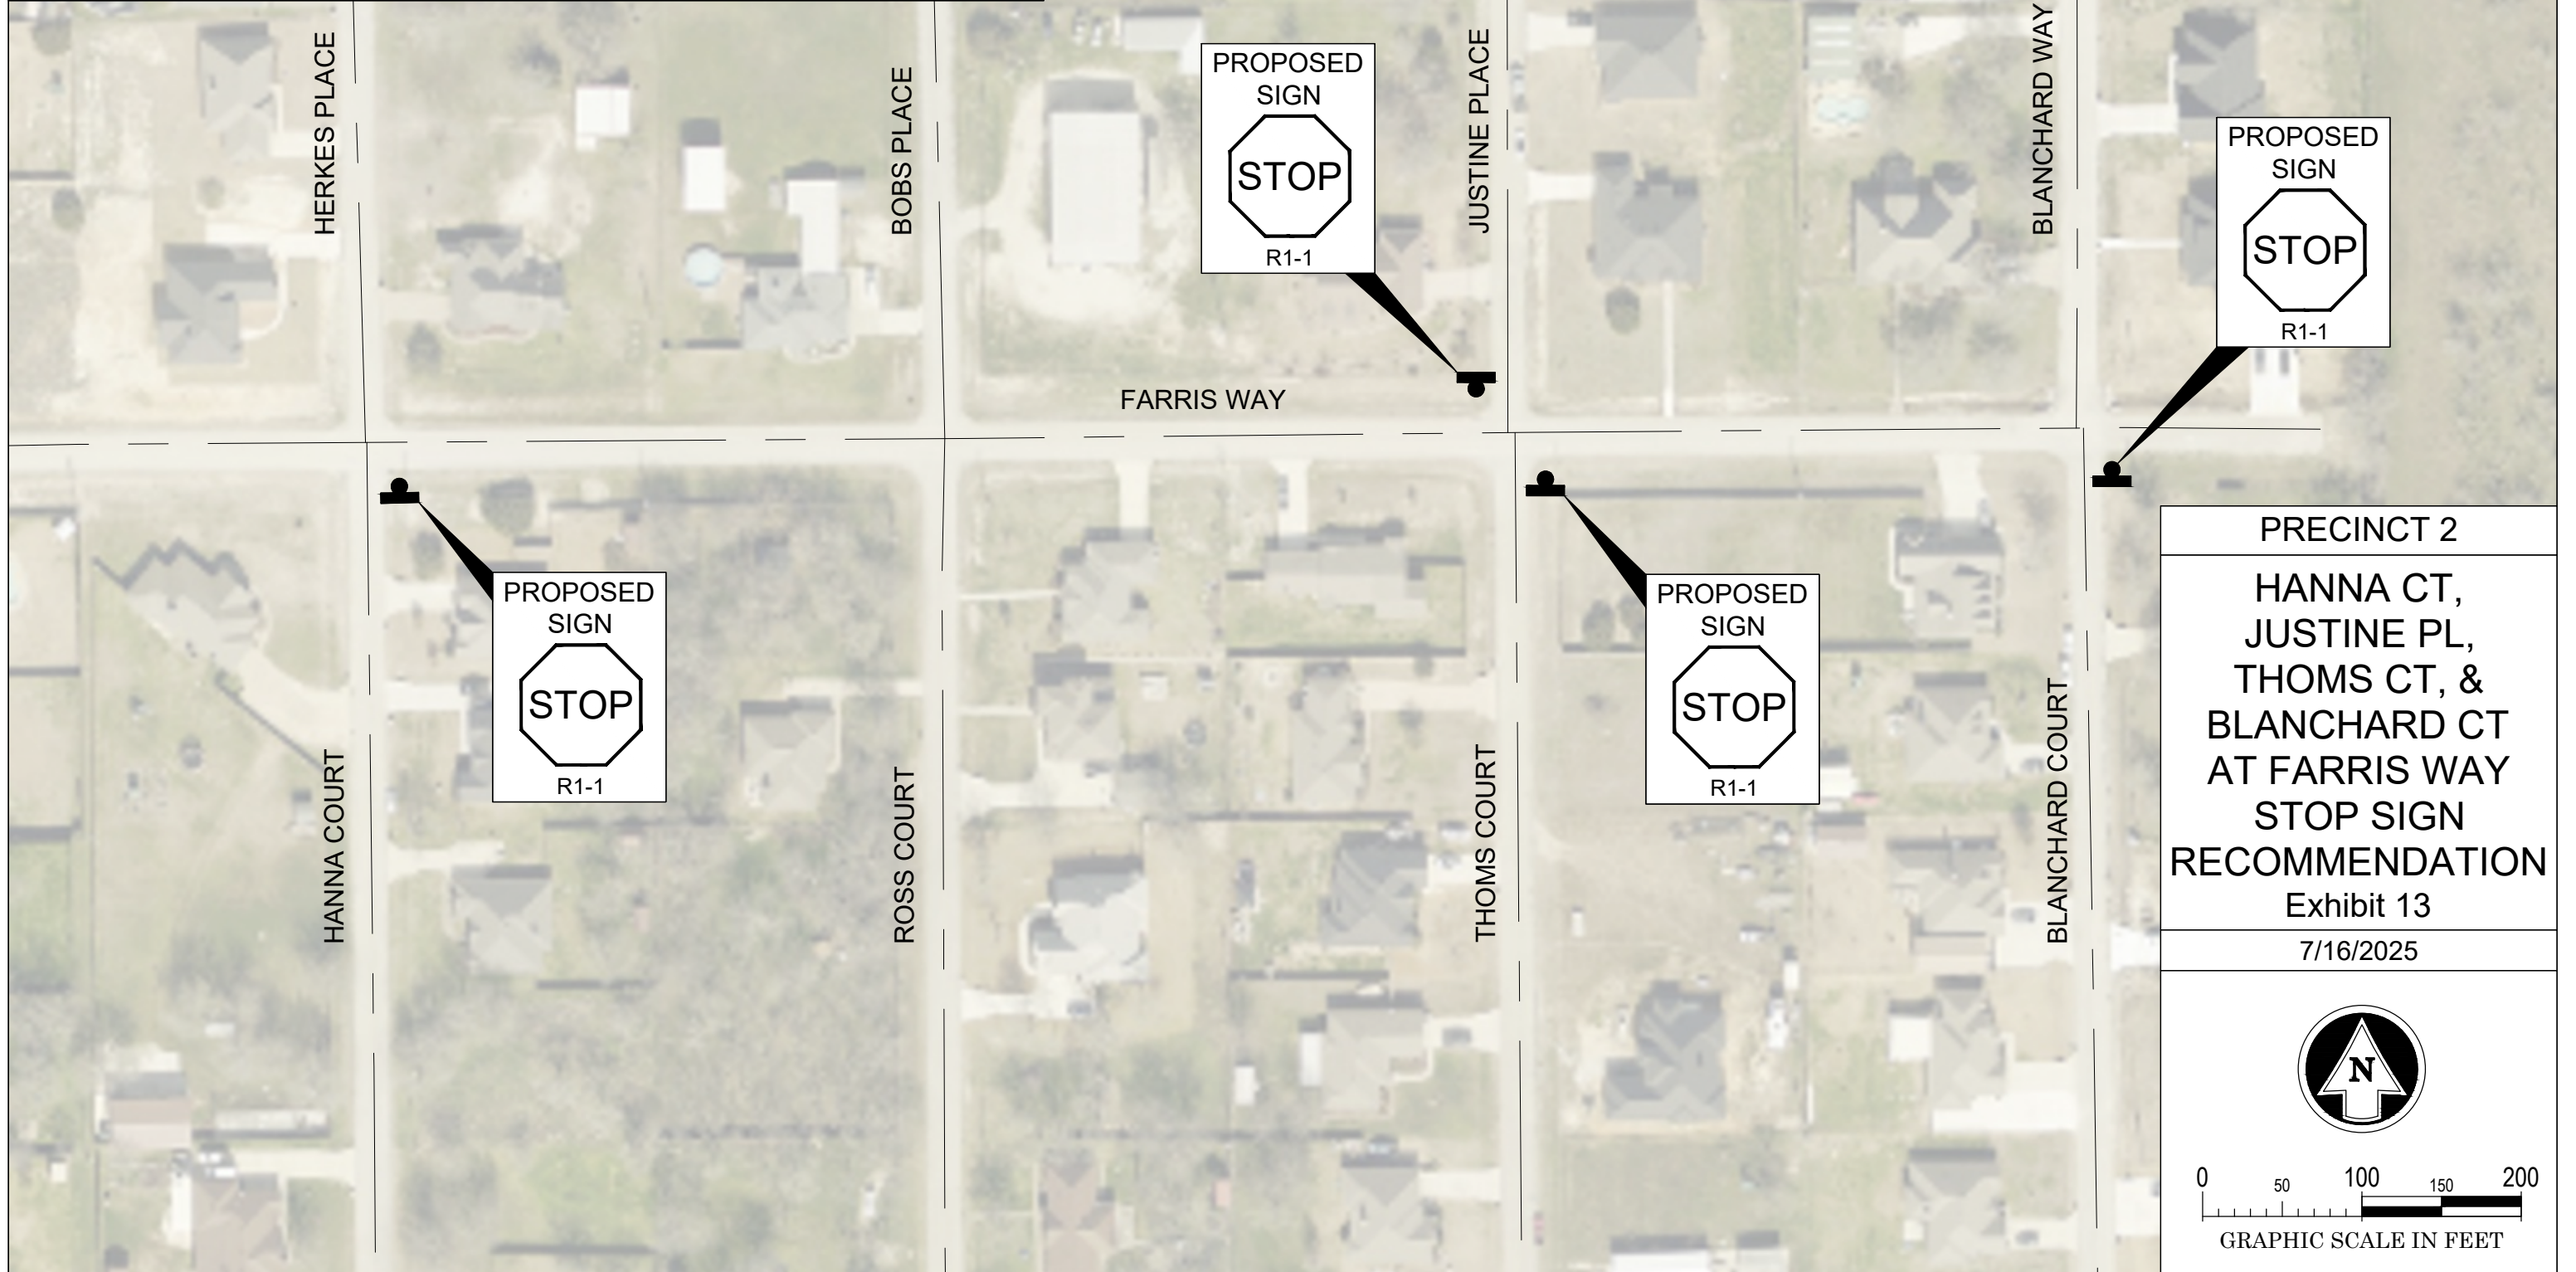 HERKES PLACE
BOBS PLACE
PROPOSED
SIGN
STOP
R1-1
JUSTINE PLACE
BLANCHARD WAY
PROPOSED
SIGN
STOP
R1-1
FARRIS WAY
HANNA COURT
PROPOSED
SIGN
STOP
R1-1
ROSS COURT
THOMS COURT
PROPOSED
SIGN
STOP
R1-1
BLANCHARD COURT
PRECINCT 2
HANNA CT,
JUSTINE PL,
THOMS CT, &
BLANCHARD CT
AT FARRIS WAY
STOP SIGN
RECOMMENDATION
Exhibit 13
7/16/2025
N
0 50 100 150 200
GRAPHIC SCALE IN FEET